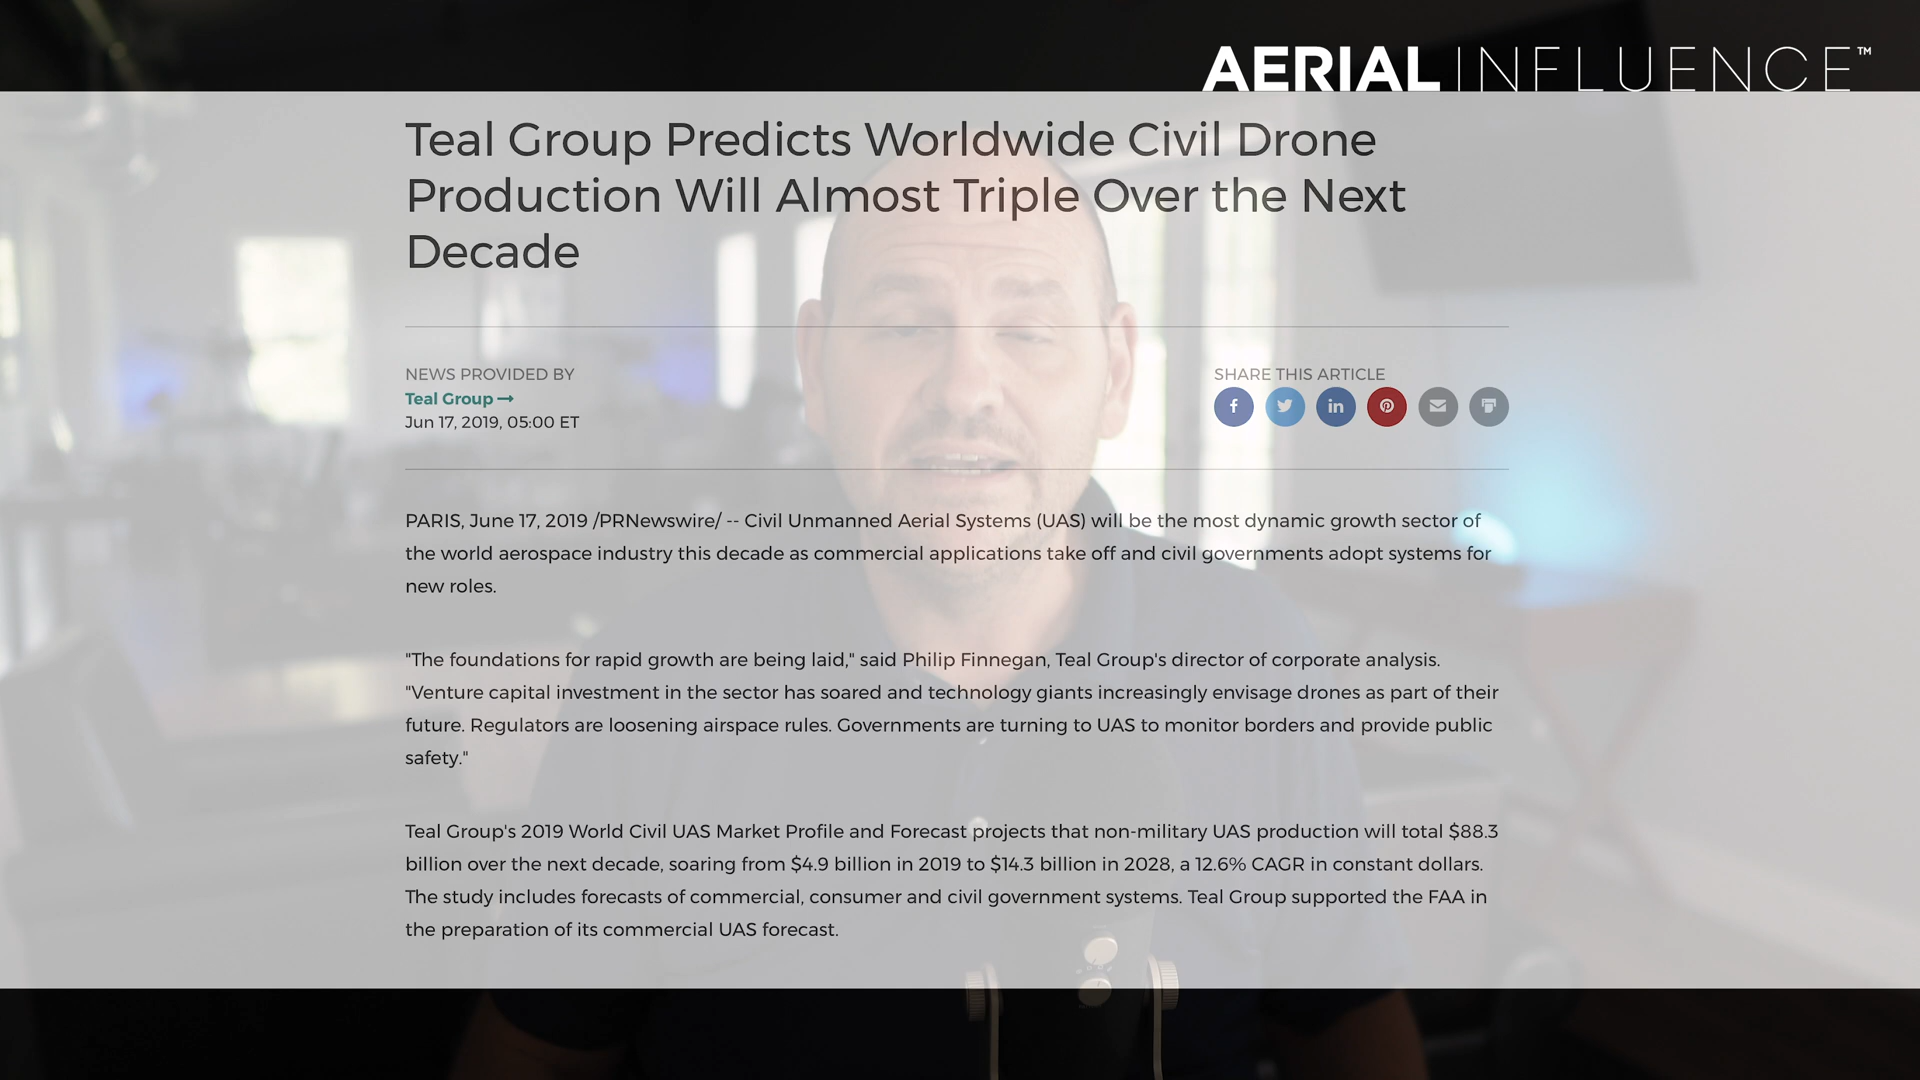 AERIAL INFLUENCE™
Teal Group Predicts Worldwide Civil Drone
Production Will Almost Triple Over the Next
Decade
NEWS PROVIDED BY
Teal Group →
Jun 17, 2019, 05:00 ET
SHARE THIS ARTICLE
PARIS, June 17, 2019 /PRNewswire/ -- Civil Unmanned Aerial Systems (UAS) will be the most dynamic growth sector of
the world aerospace industry this decade as commercial applications take off and civil governments adopt systems for
new roles.
"The foundations for rapid growth are being laid," said Philip Finnegan, Teal Group's director of corporate analysis.
"Venture capital investment in the sector has soared and technology giants increasingly envisage drones as part of their
future. Regulators are loosening airspace rules. Governments are turning to UAS to monitor borders and provide public
safety."
Teal Group's 2019 World Civil UAS Market Profile and Forecast projects that non-military UAS production will total $88.3
billion over the next decade, soaring from $4.9 billion in 2019 to $14.3 billion in 2028, a 12.6% CAGR in constant dollars.
The study includes forecasts of commercial, consumer and civil government systems. Teal Group supported the FAA in
the preparation of its commercial UAS forecast.